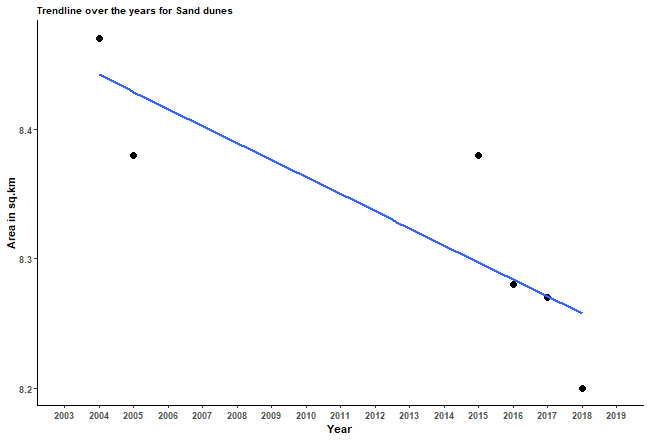 Trendline over the years for Sand dunes
Area in sq.km
8.4
8.3
8.2
2003 2004 2005 2006 2007 2008 2009 2010 2011 2012 2013 2014 2015 2016 2017 2018 2019
Year